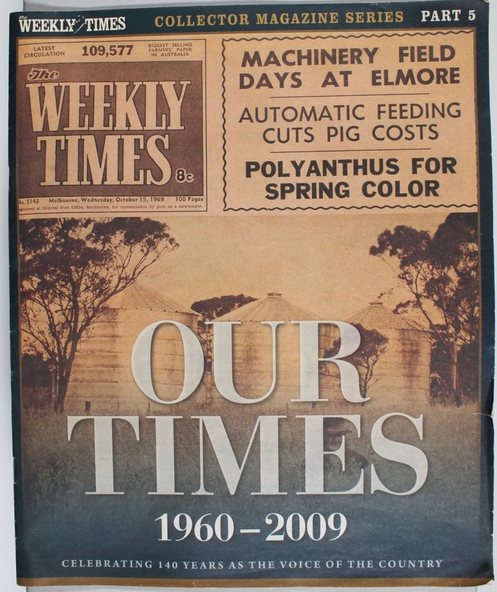 The
WEEKLY TIMES
COLLECTOR MAGAZINE SERIES
PART 5
LATEST
CIRCULATION
109,577
BIGGEST SELLING
FARMERS' PAPER
IN AUSTRALIA
The
WEEKLY
TIMES
8c
No. 5143 Melbourne, Wednesday, October 15, 1969 100 Pages
MACHINERY FIELD
DAYS AT ELMORE
AUTOMATIC FEEDING
CUTS PIG COSTS
POLYANTHUS FOR
SPRING COLOR
OUR
TIMES
1960–2009
CELEBRATING 140 YEARS AS THE VOICE OF THE COUNTRY